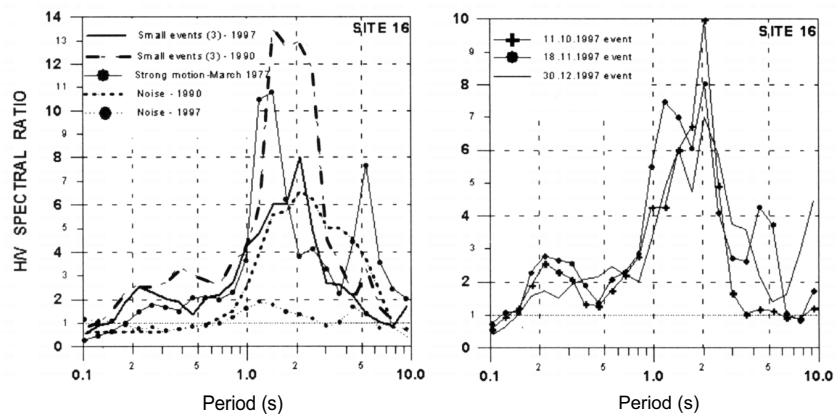 H/V SPECTRAL RATIO
14
13
12
11
10
9
8
7
6
5
4
3
2
1
0
SITE 16
Small events (3) - 1997
Small events (3) - 1990
Strong motion-March 1977
Noise - 1990
Noise - 1997
0.1 2 5 1.0 2 5 10.0
Period (s)
10
9
8
7
6
5
4
3
2
1
0
SITE 16
11.10.1997 event
18.11.1997 event
30.12.1997 event
0.1 2 5 1.0 2 5 10.0
Period (s)